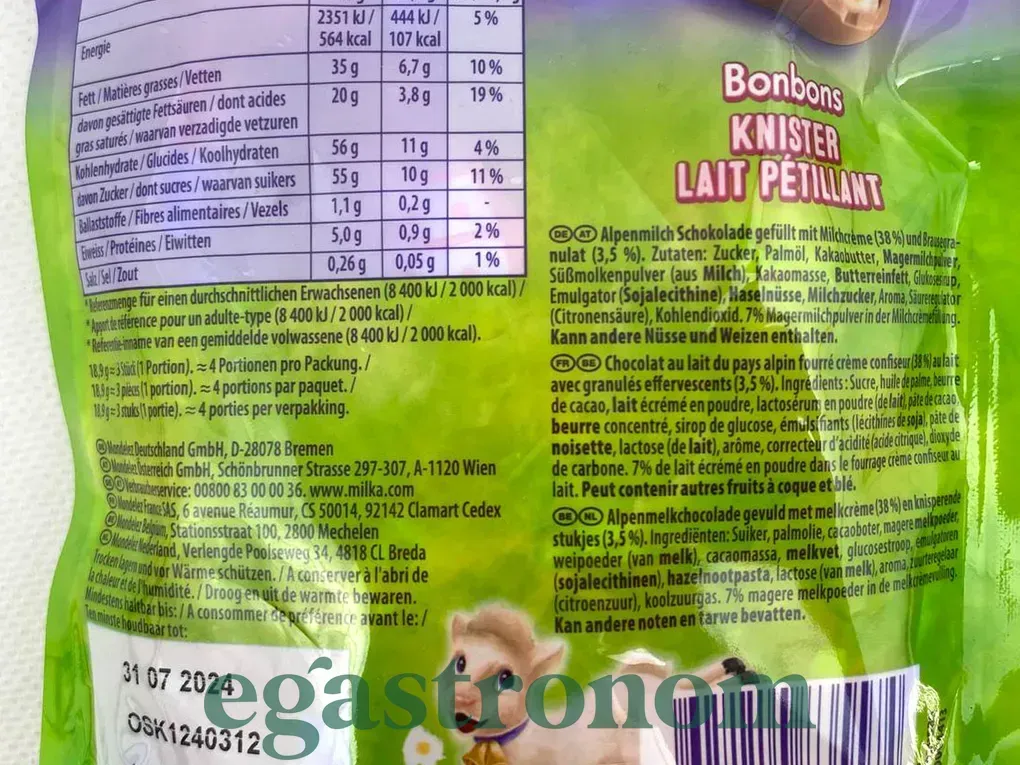 2351 kJ / 444 kJ / 5 %
Energie 564 kcal 107 kcal
Fett / Matières grasses / Vetten 35 g 6,7 g 10 %
davon gesättigte Fettsäuren / dont acides 20 g 3,8 g 19 %
gras saturés / waarvan verzadigde vetzuren
Kohlenhydrate / Glucides / Koolhydraten 56 g 11 g 4 %
davon Zucker / dont sucres / waarvan suikers 55 g 10 g 11 %
Ballaststoffe / Fibres alimentaires / Vezels 1,1 g 0,2 g -
Eiweiss / Protéines / Eiwitten 5,0 g 0,9 g 2 %
Salz / Sel / Zout 0,26 g 0,05 g 1 %
*Referenzmenge für einen durchschnittlichen Erwachsenen (8 400 kJ / 2 000 kcal) /
*Apport de référence pour un adulte-type (8 400 kJ / 2 000 kcal) /
*Referentie-inname van een gemiddelde volwassene (8 400 kJ / 2 000 kcal).
18,9 g = 3 Stück (1 Portion). ≈ 4 Portionen pro Packung. /
18,9 g = 3 pièces (1 portion). ≈ 4 portions par paquet. /
18,9 g = 3 stuks (1 portie). ≈ 4 porties per verpakking.
DE Mondelez Deutschland GmbH, D-28078 Bremen
AT Mondelez Österreich GmbH, Schönbrunner Strasse 297-307, A-1120 Wien
Verbraucherservice: 00800 83 00 00 36. www.milka.com
Mondelez France SAS, 6 avenue Réaumur, CS 50014, 92142 Clamart Cedex
Mondelez Belgium, Stationsstraat 100, 2800 Mechelen
Mondelez Nederland, Verlengde Poolseweg 34, 4818 CL Breda
Trocken lagern und vor Wärme schützen. / A conserver à l'abri de
la chaleur et de l'humidité. / Droog en uit de warmte bewaren.
Mindestens haltbar bis: / A consommer de préférence avant le: /
Ten minste houdbaar tot:
31 07 2024
OSK1240312
Bonbons
KNISTER
LAIT PÉTILLANT
DE AT Alpenmilch Schokolade gefüllt mit Milchcrème (38 %) und Brausegra-
nulat (3,5 %). Zutaten: Zucker, Palmöl, Kakaobutter, Magermilchpulver,
Süßmolkenpulver (aus Milch), Kakaomasse, Butterreinfett, Glukosesirup,
Emulgator (Sojalecithine), Haselnüsse, Milchzucker, Aroma, Säureregulator
(Citronensäure), Kohlendioxid. 7% Magermilchpulver in der Milchcrèmefüllung.
Kann andere Nüsse und Weizen enthalten.
FR BE Chocolat au lait du pays alpin fourré crème confiseur (38 %) au lait
avec granulés effervescents (3,5 %). Ingrédients : Sucre, huile de palme, beurre
de cacao, lait écrémé en poudre, lactosérum en poudre (de lait), pâte de cacao,
beurre concentré, sirop de glucose, émulsifiants (lécithines de soja), pâte de
noisette, lactose (de lait), arôme, correcteur d'acidité (acide citrique), dioxyde
de carbone. 7% de lait écrémé en poudre dans le fourrage crème confiseur au
lait. Peut contenir autres fruits à coque et blé.
BE NL Alpenmelkchocolade gevuld met melkcrème (38 %) en knisperende
stukjes (3,5 %). Ingrediënten: Suiker, palmolie, cacaoboter, magere melkpoeder,
weipoeder (van melk), cacaomassa, melkvet, glucosestroop, emulgatoren
(sojalecithinen), hazelnootpasta, lactose (van melk), aroma, zuurteregelaar
(citroenzuur), koolzuurgas. 7% magere melkpoeder in de melkcrèmevulling.
Kan andere noten en tarwe bevatten.
egastronom